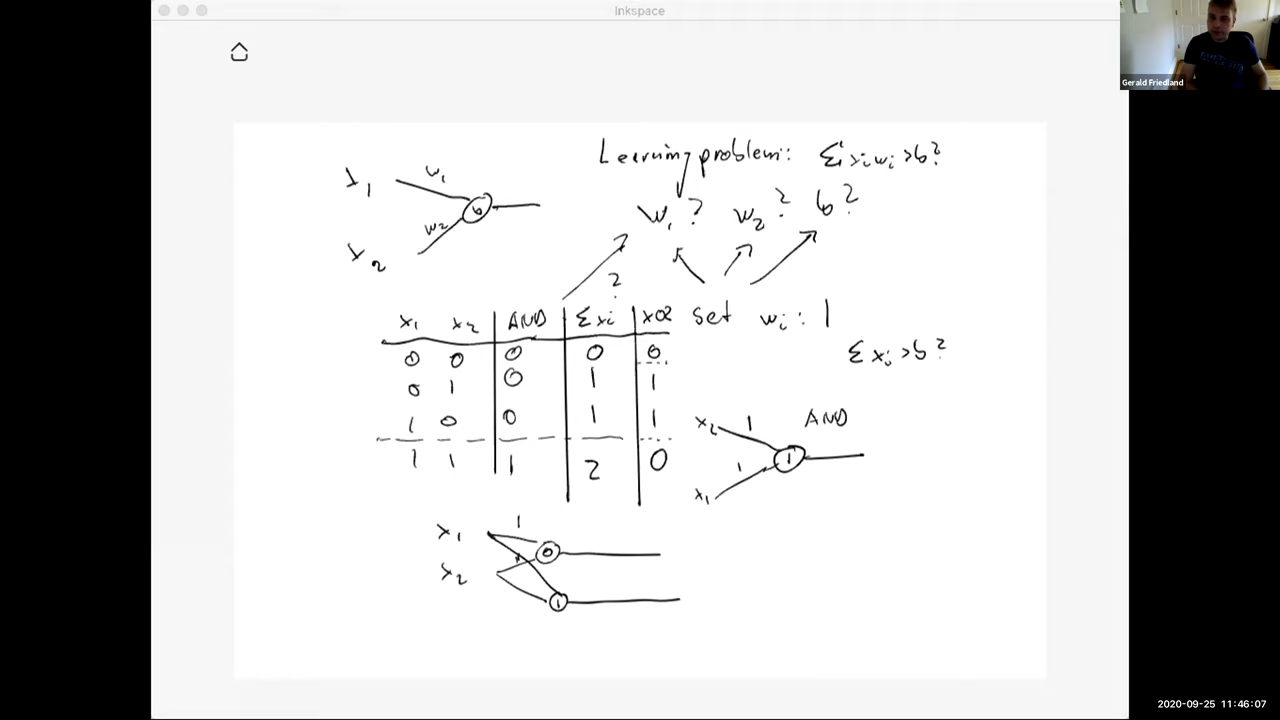 Inkspace
Gerald Friedland
Learning problem: Σ xi wi > b?
x1 w1
b
w2
x2
w1? w2? b?
?
x1 x2 AND Σxi XOR
set wi: 1
0 0 0 0 0
Σ xi > b?
0 1 0 1 1
1 0 0 1 1
1 1 1 2 0
x2 1 AND
1
1
x1
x1 1
0
x2
1
2020-09-25 11:46:07